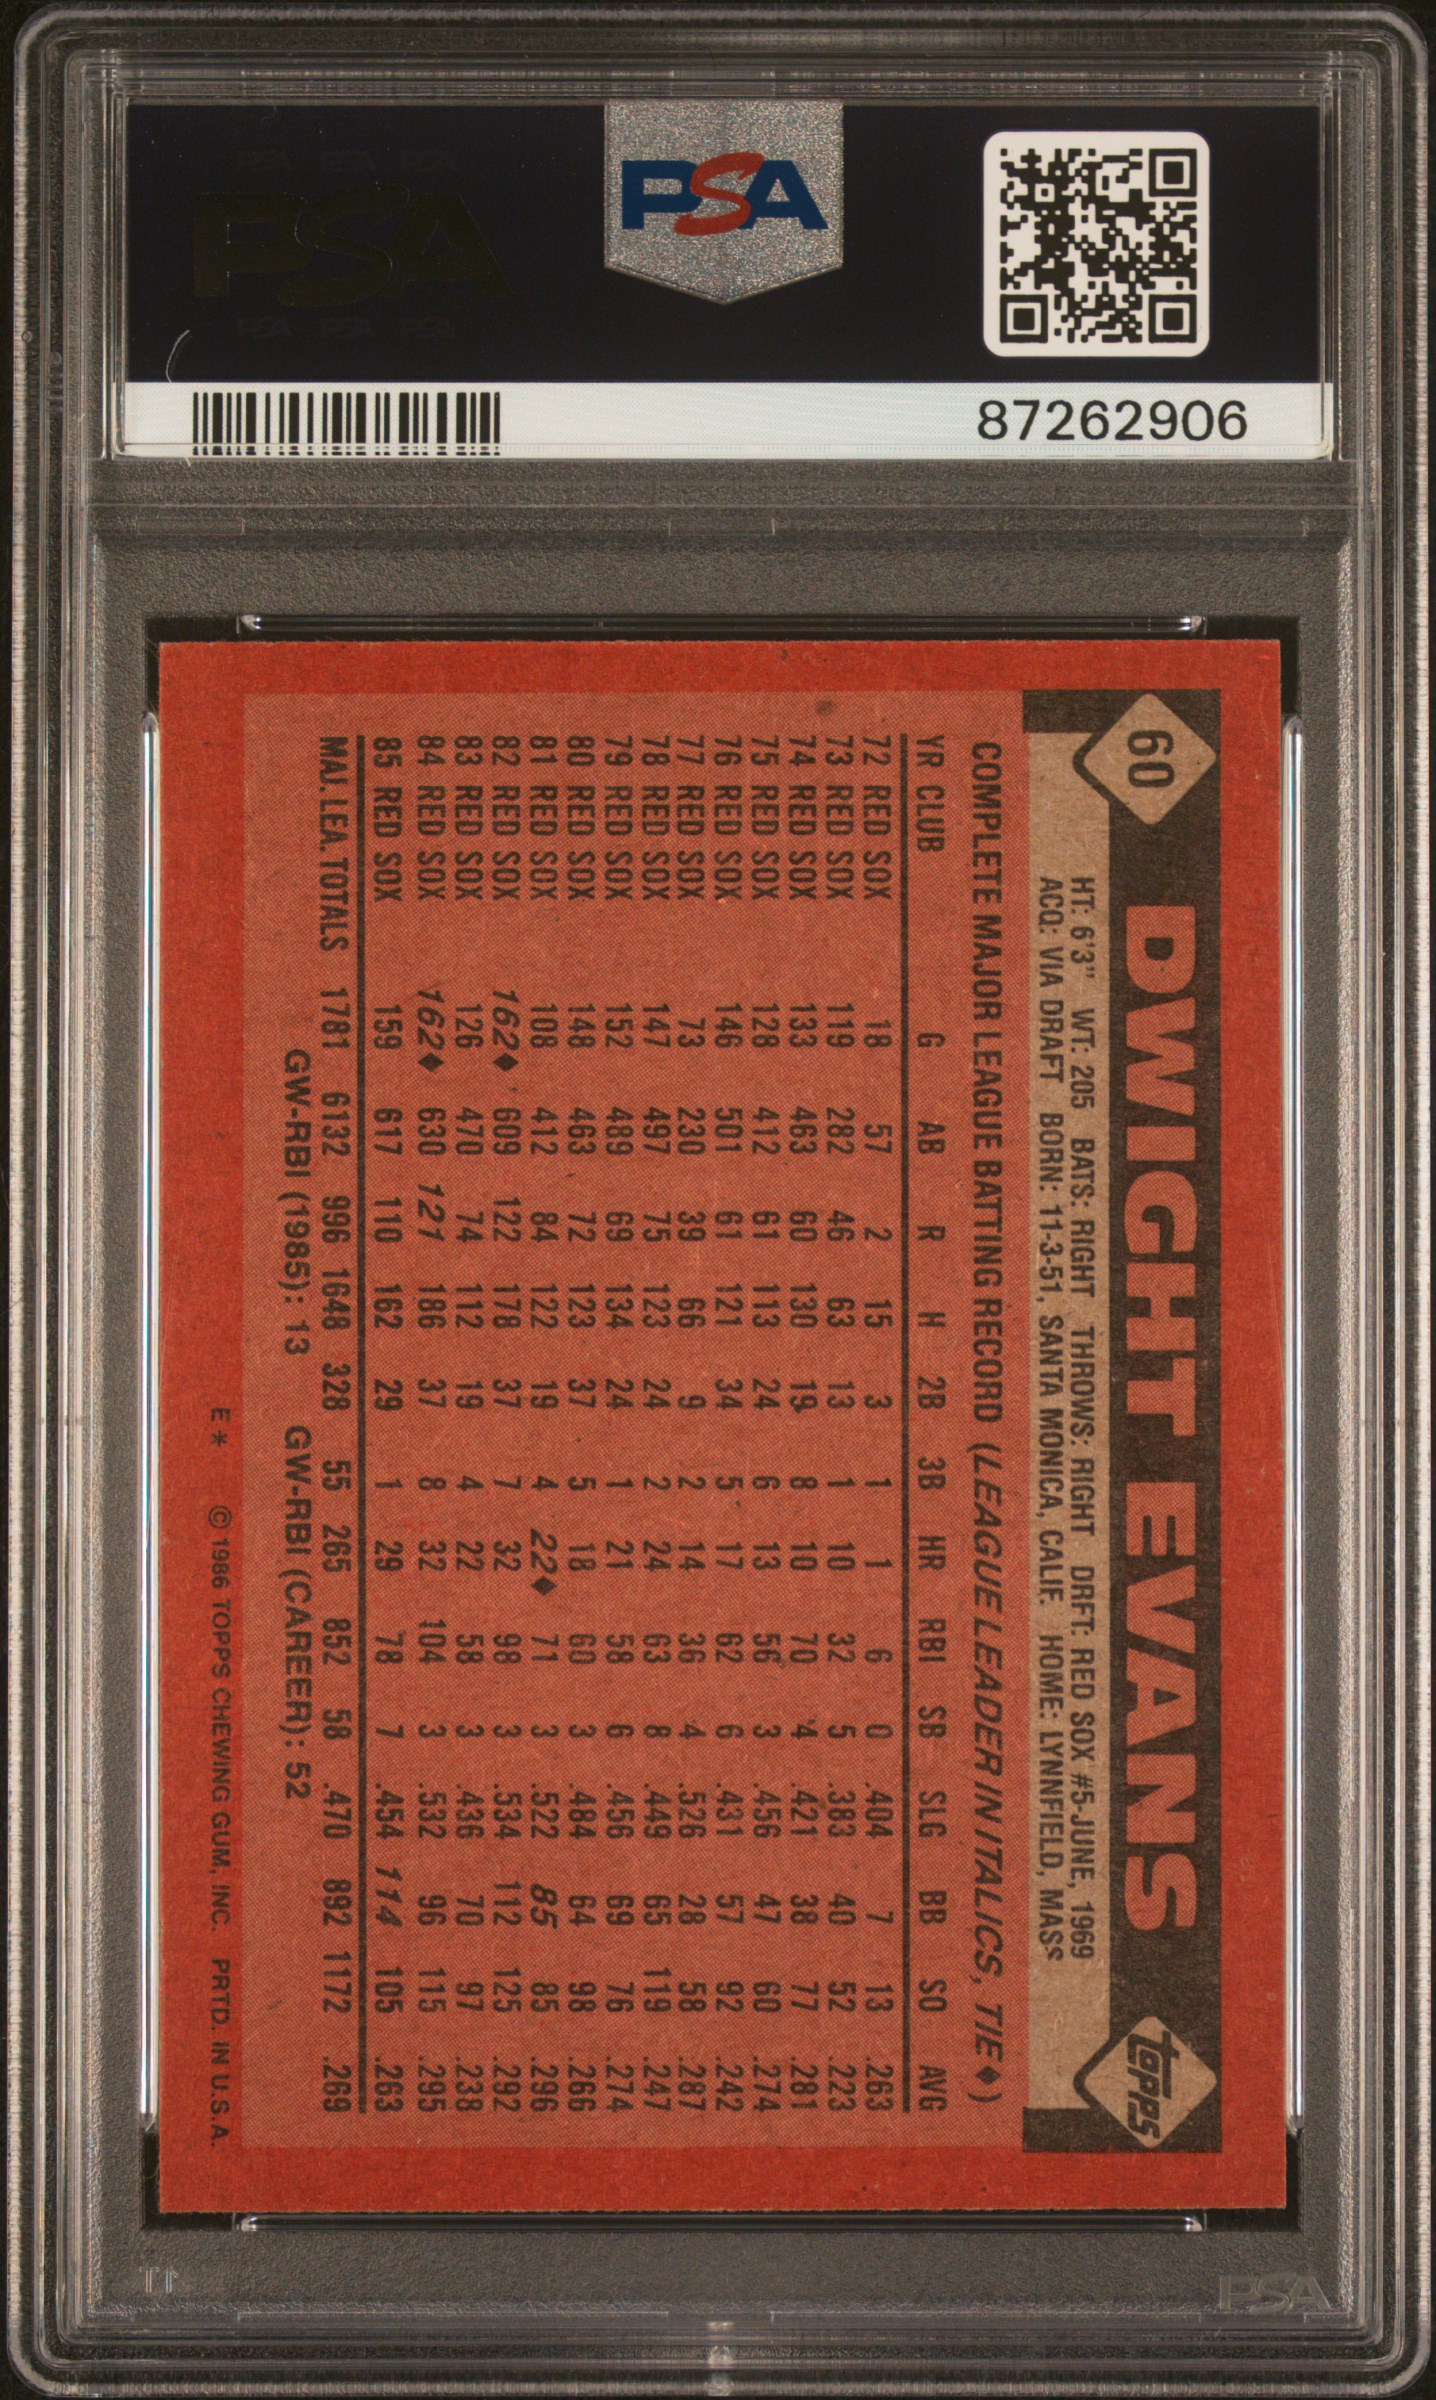 PSA
PSA
87262906
60
DWIGHT EVANS
topps
HT: 6'3" WT: 205 BATS: RIGHT THROWS: RIGHT DRFT: RED SOX #5-JUNE, 1969
ACQ: VIA DRAFT BORN: 11-3-51, SANTA MONICA, CALIF. HOME: LYNNFIELD, MASS
COMPLETE MAJOR LEAGUE BATTING RECORD (LEAGUE LEADER IN ITALICS, TIE♦)
YR CLUB G AB R H 2B 3B HR RBI SB SLG BB SO AVG
72 RED SOX 18 57 2 15 3 1 1 6 0 .404 7 13 .263
73 RED SOX 119 282 46 63 13 1 10 32 5 .383 40 52 .223
74 RED SOX 133 463 60 130 19 8 10 70 4 .421 38 77 .281
75 RED SOX 128 412 61 113 24 6 13 56 3 .456 47 60 .274
76 RED SOX 146 501 61 121 34 5 17 62 6 .431 57 92 .242
77 RED SOX 73 230 39 66 9 2 14 36 4 .526 28 58 .287
78 RED SOX 147 497 75 123 24 2 24 63 8 .449 65 119 .247
79 RED SOX 152 489 69 134 24 1 21 58 6 .456 69 76 .274
80 RED SOX 148 463 72 123 37 5 18 60 3 .484 64 98 .266
81 RED SOX 108 412 84 122 19 4 22♦ 71 3 .522 85 85 .296
82 RED SOX 162♦ 609 122 178 37 7 32 98 3 .534 112 125 .292
83 RED SOX 126 470 74 112 19 4 22 58 3 .436 70 97 .238
84 RED SOX 162♦ 630 121 186 37 8 32 104 3 .532 96 115 .295
85 RED SOX 159 617 110 162 29 1 29 78 7 .454 114 105 .263
MAJ. LEA. TOTALS 1781 6132 996 1648 328 55 265 852 58 .470 892 1172 .269
GW-RBI (1985): 13 GW-RBI (CAREER): 52
E* © 1986 TOPPS CHEWING GUM, INC. PRTD. IN U.S.A.
PSA